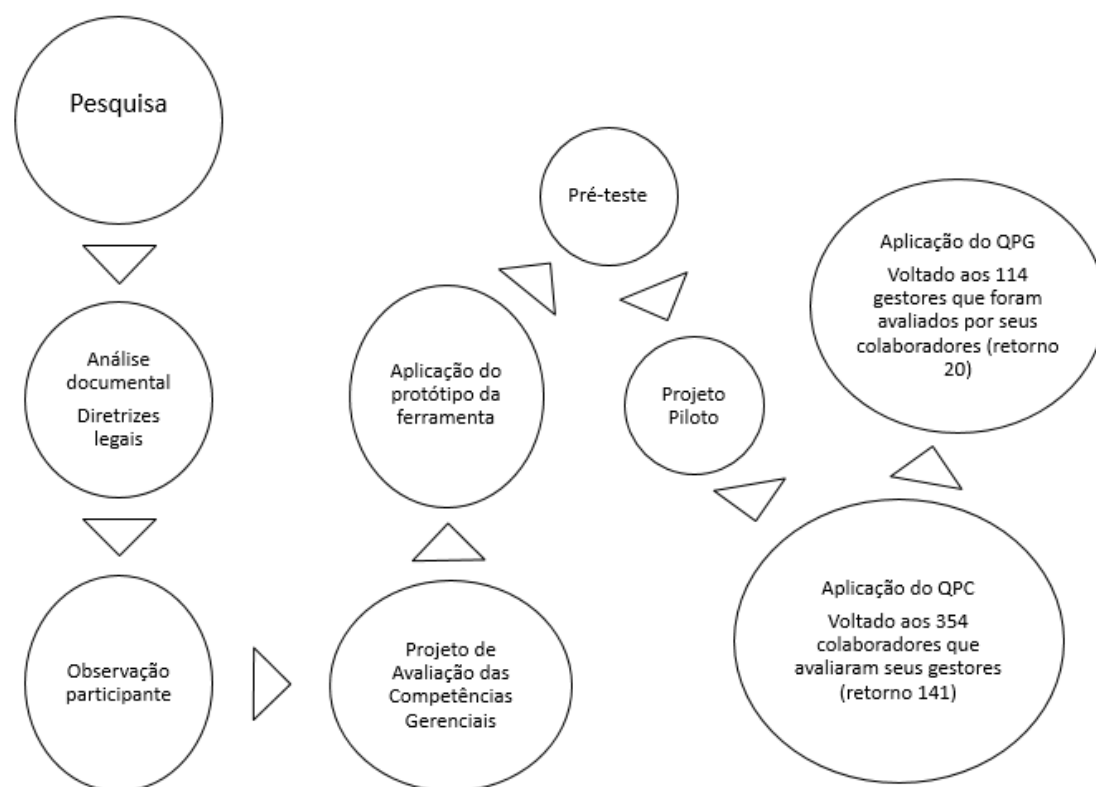 Pesquisa
Análise
documental
Diretrizes
legais
Observação
participante
Projeto de
Avaliação das
Competências
Gerenciais
Aplicação do
protótipo da
ferramenta
Pré-teste
Projeto
Piloto
Aplicação do QPC
Voltado aos 354
colaboradores que
avaliaram seus gestores
(retorno 141)
Aplicação do QPG
Voltado aos 114
gestores que foram
avaliados por seus
colaboradores (retorno
20)